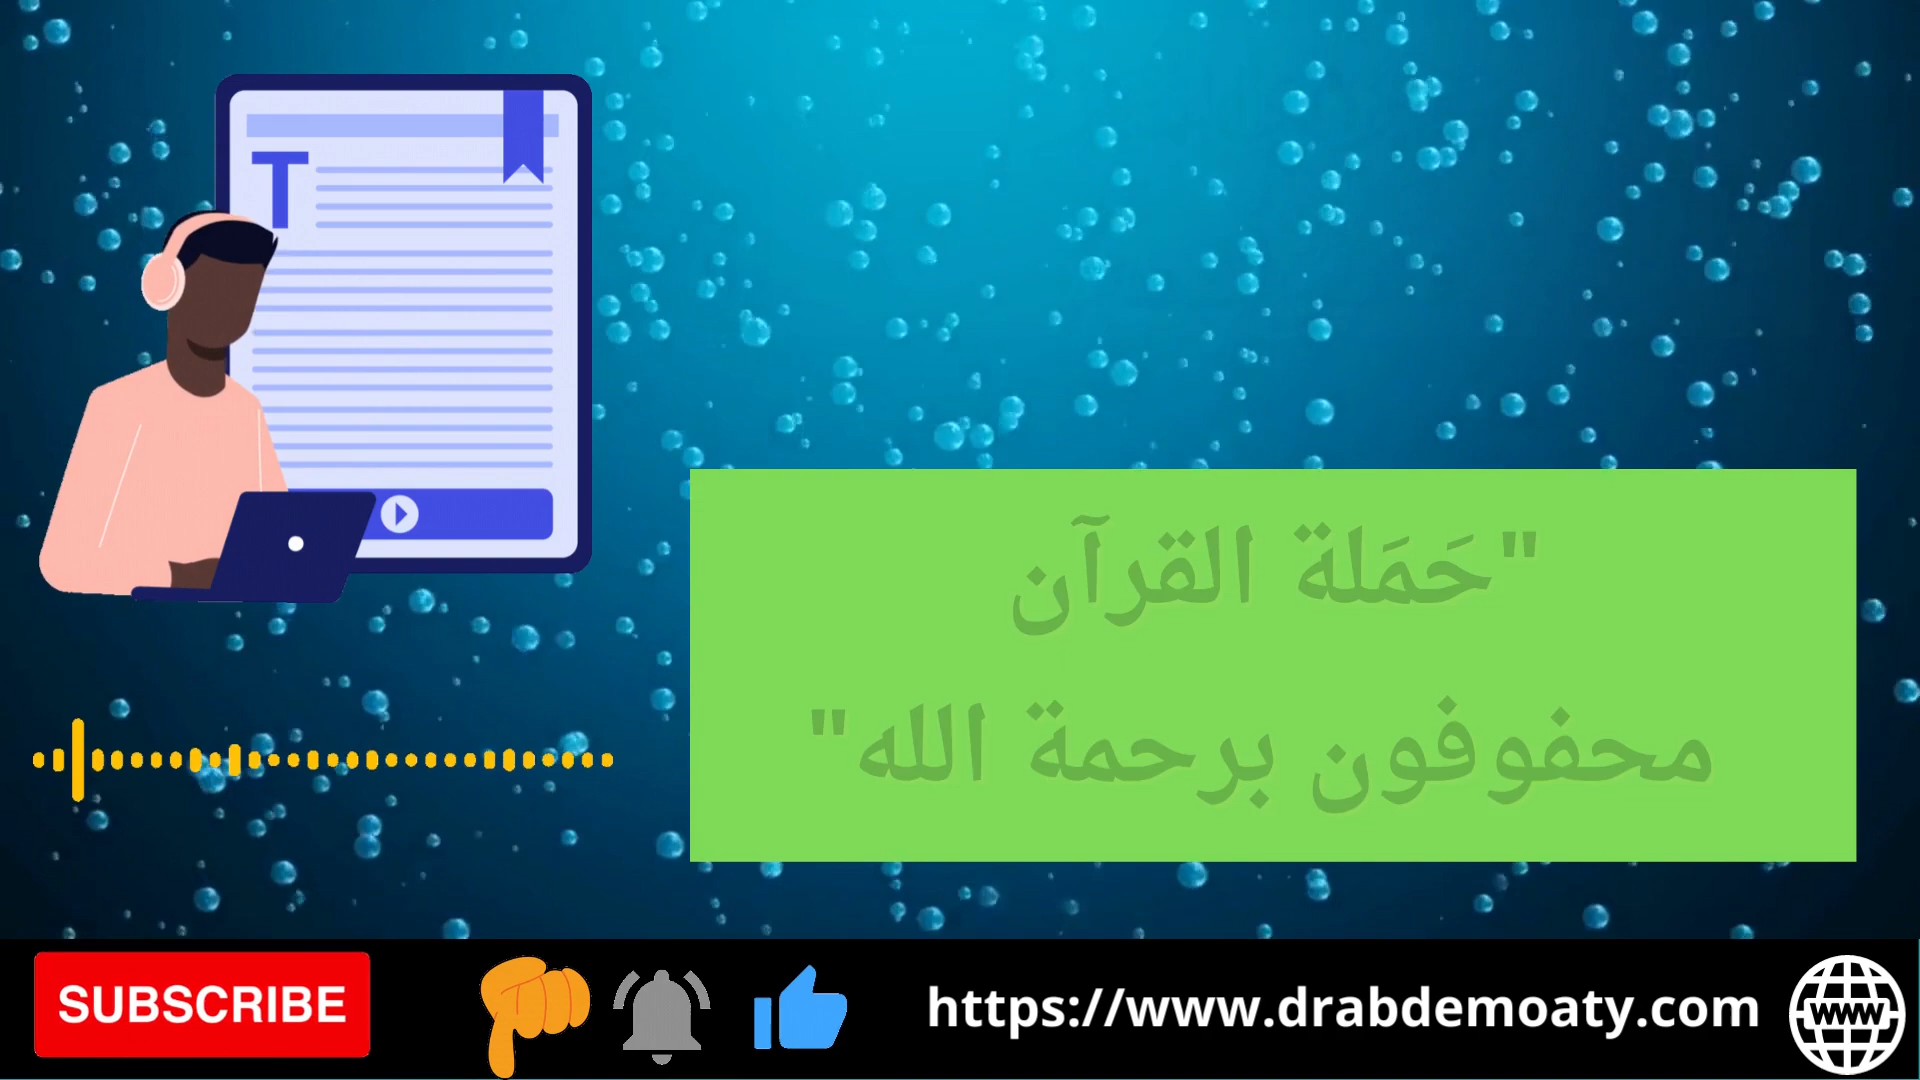 T
"حَمَلة القرآن
محفوفون برحمة الله"
SUBSCRIBE
https://www.drabdemoaty.com
WWW